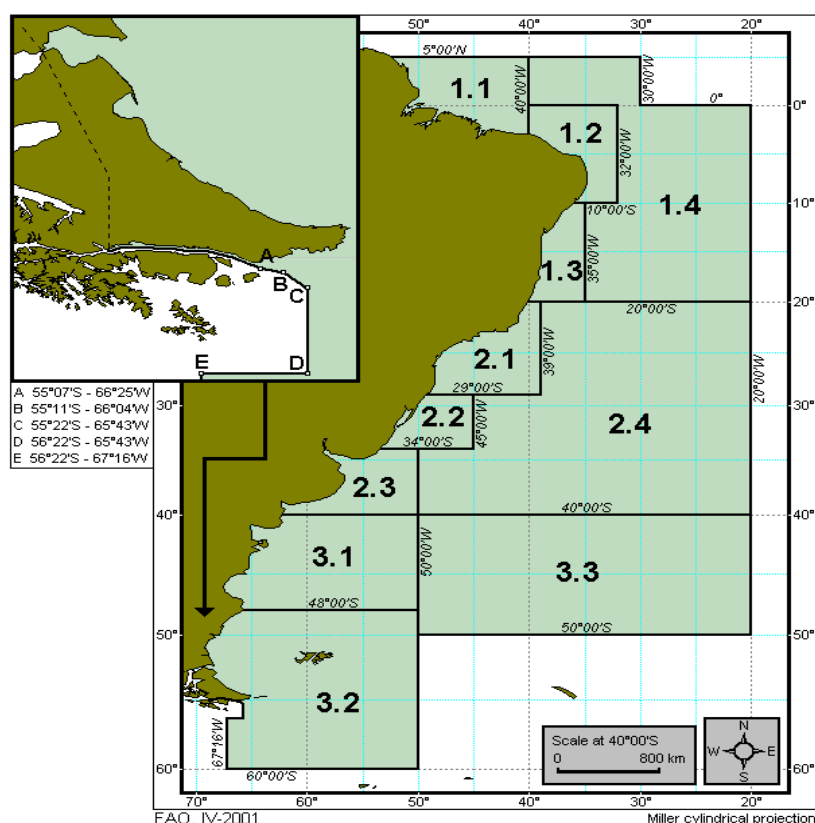 50° 40° 30° 20°
5°00'N
1.1
40°00'W
30°00'W
0°
0°
1.2
32°00'W
10°00'S
10°
1.4
1.3
35°00'W
20°00'S
20°
2.1
39°00'W
20°00'W
29°00'S
2.2
45°00'W
34°00'S
2.4
30°
30°
2.3
40°00'S
40°
40°
3.1
50°00'W
3.3
48°00'S
50°00'S
50°
50°
3.2
67°16'W
60°00'S
60°
60°
A
B
C
D
E
A 55°07'S - 66°25'W
B 55°11'S - 66°04'W
C 55°22'S - 65°43'W
D 56°22'S - 65°43'W
E 56°22'S - 67°16'W
Scale at 40°00'S
0 800 km
N
W E
S
70° 60° 50° 40° 30° 20°
FAO IV-2001 Miller cylindrical projection